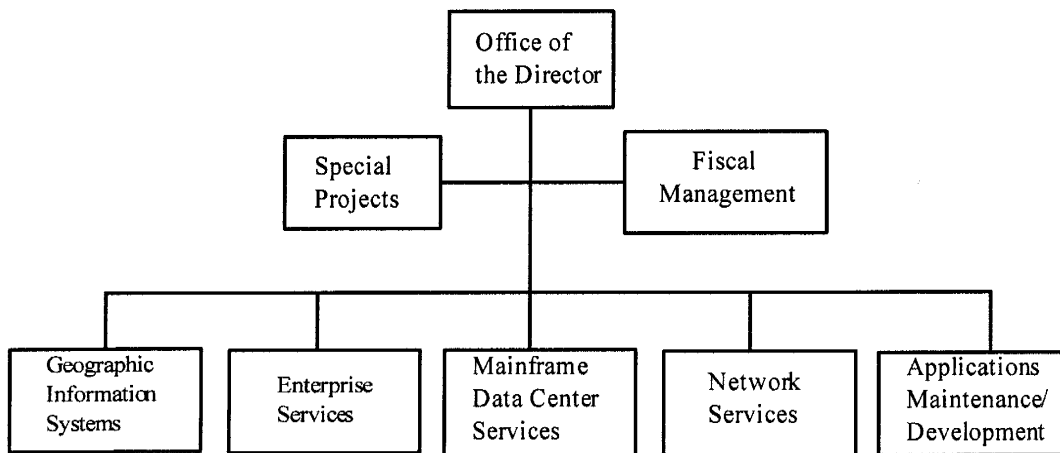 Office of
the Director
Special
Projects
Fiscal
Management
Geographic
Information
Systems
Enterprise
Services
Mainframe
Data Center
Services
Network
Services
Applications
Maintenance/
Development